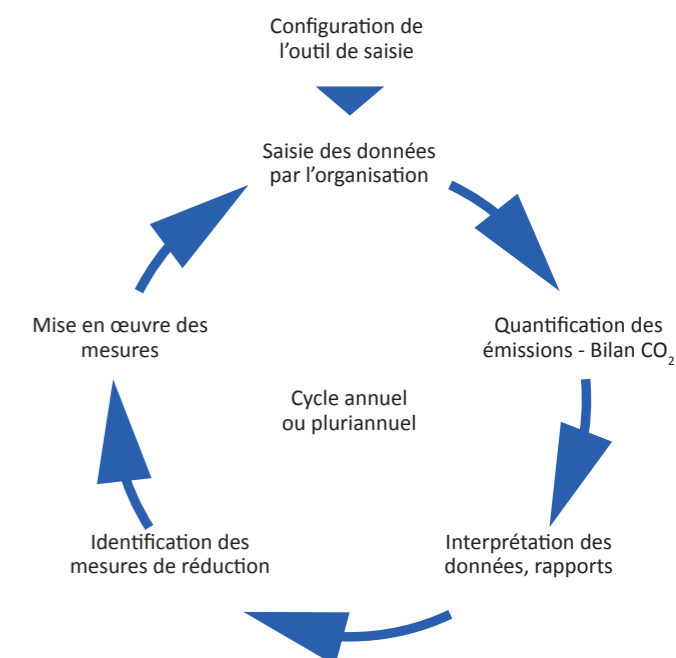 Configuration de
l'outil de saisie
Saisie des données
par l'organisation
Quantification des
émissions - Bilan CO₂
Interprétation des
données, rapports
Identification des
mesures de réduction
Mise en œuvre des
mesures
Cycle annuel
ou pluriannuel